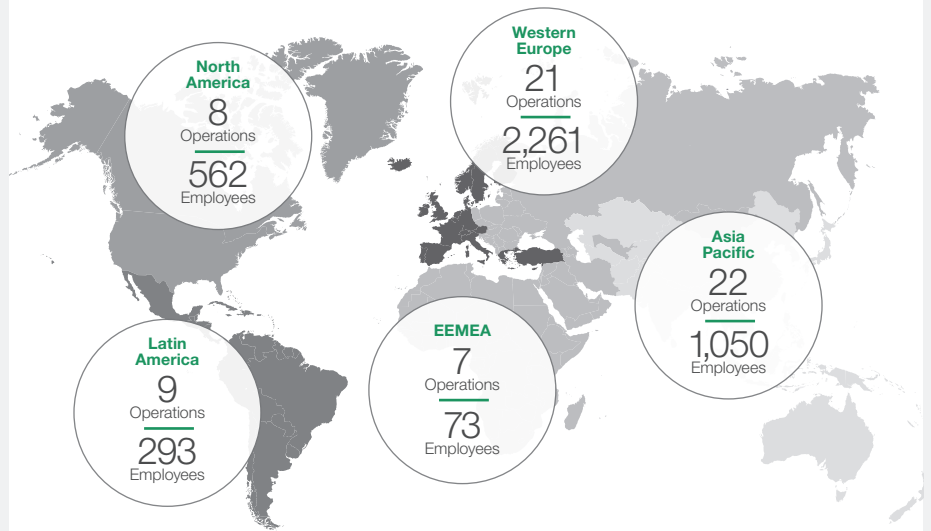 North
America
8
Operations
562
Employees
Western
Europe
21
Operations
2,261
Employees
Asia
Pacific
22
Operations
1,050
Employees
Latin
America
9
Operations
293
Employees
EEMEA
7
Operations
73
Employees